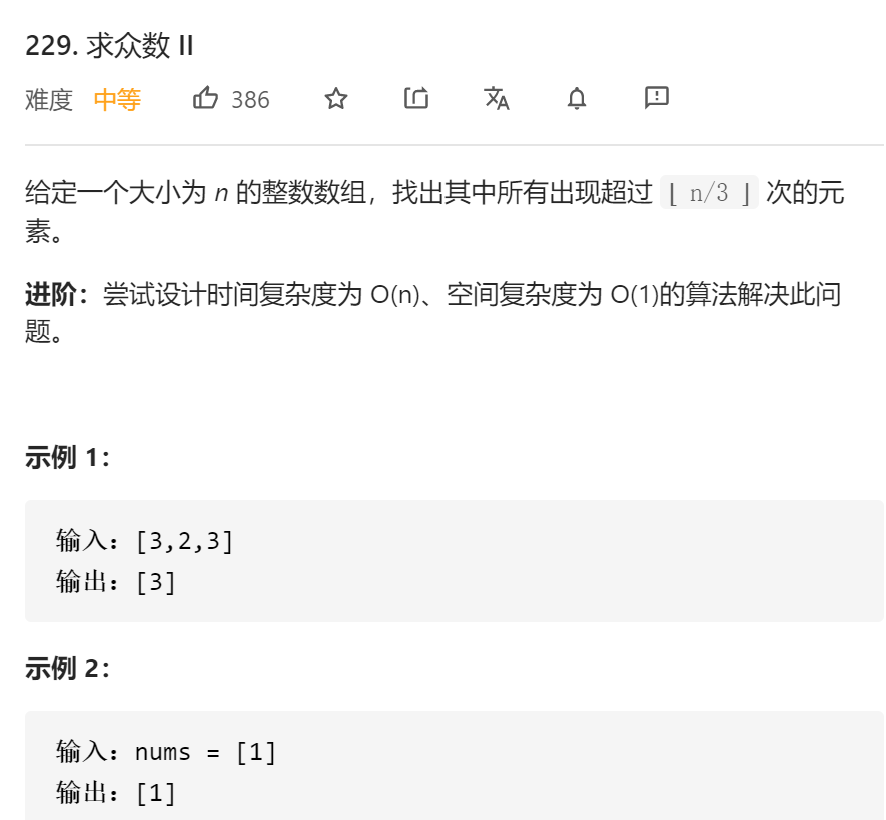 229. 求众数 II
难度 中等 386
给定一个大小为 n 的整数数组，找出其中所有出现超过 ⌊ n/3 ⌋ 次的元
素。
进阶：尝试设计时间复杂度为 O(n)、空间复杂度为 O(1)的算法解决此问
题。
示例 1：
输入：[3,2,3]
输出：[3]
示例 2：
输入：nums = [1]
输出：[1]